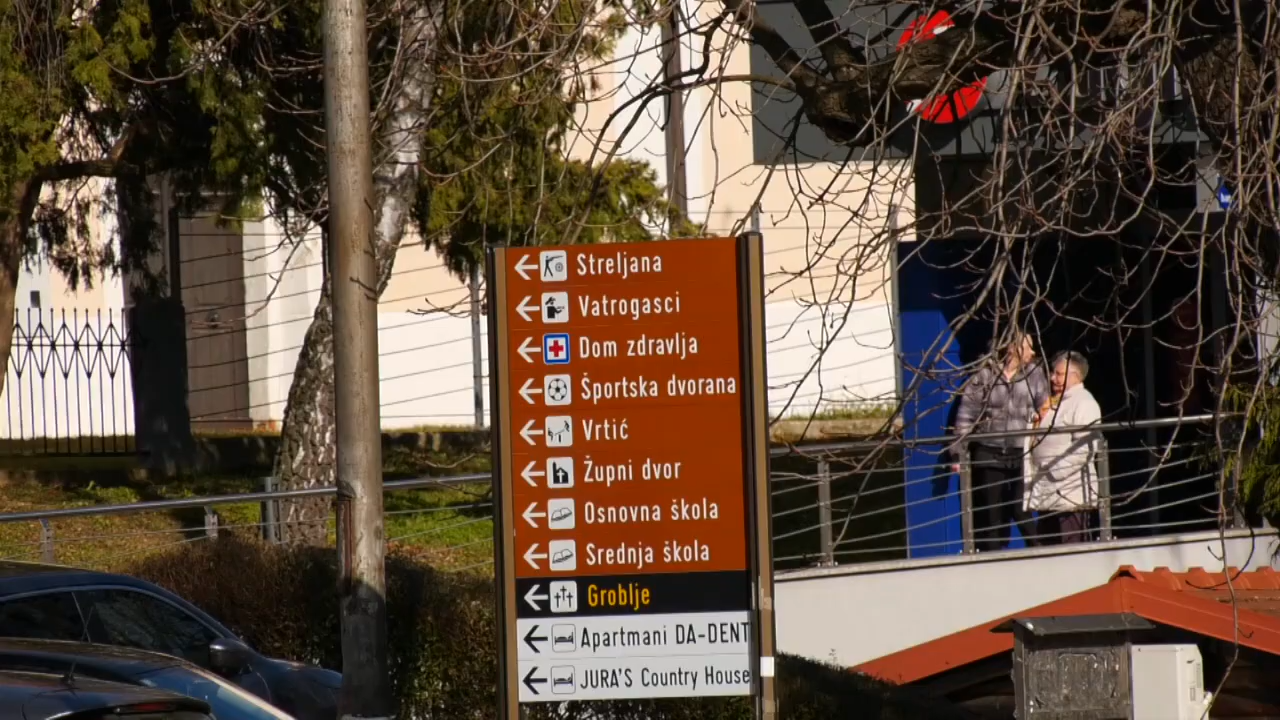 Streljana
Vatrogasci
Dom zdravlja
Športska dvorana
Vrtić
Župni dvor
Osnovna škola
Srednja škola
Groblje
Apartmani DA-DENT
JURA'S Country House